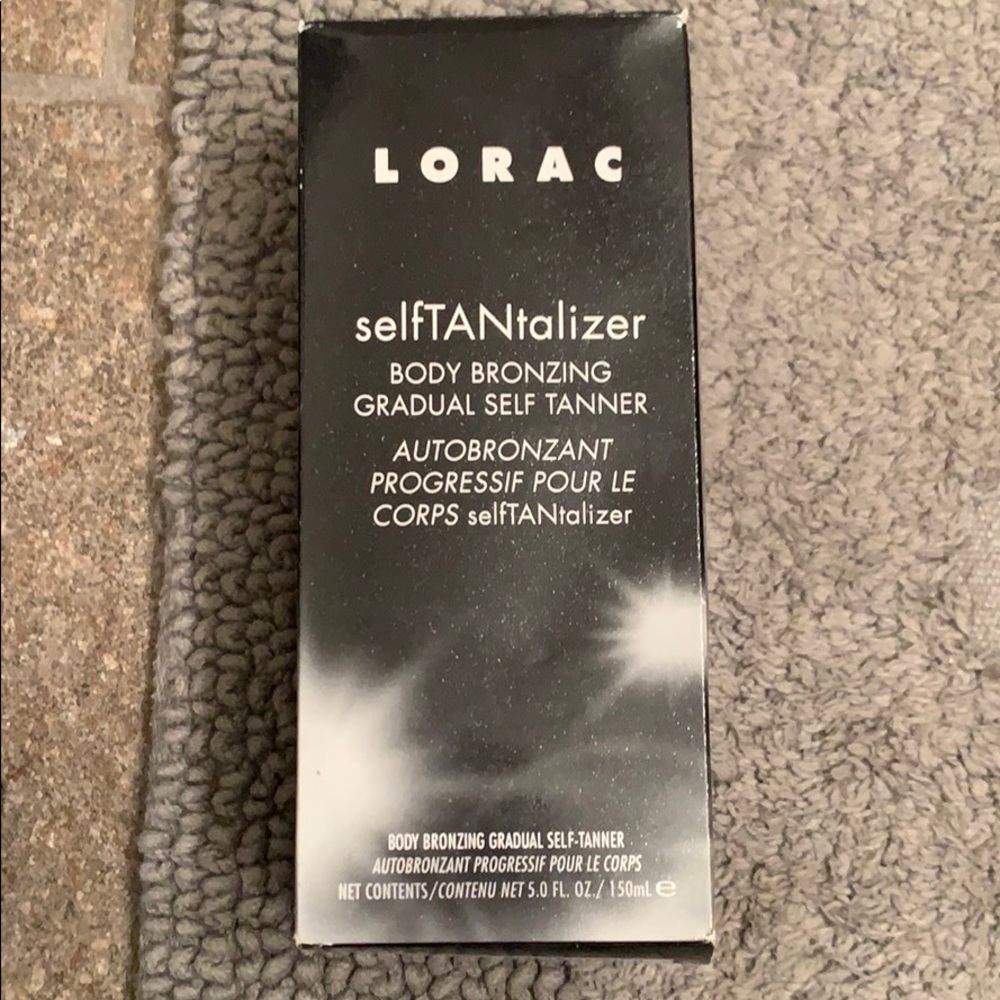 LORAC
selfTANtalizer
BODY BRONZING
GRADUAL SELF TANNER
AUTOBRONZANT
PROGRESSIF POUR LE
CORPS selfTANtalizer
BODY BRONZING GRADUAL SELF-TANNER
AUTOBRONZANT PROGRESSIF POUR LE CORPS
NET CONTENTS/CONTENU NET 5.0 FL. OZ./150mL ℮